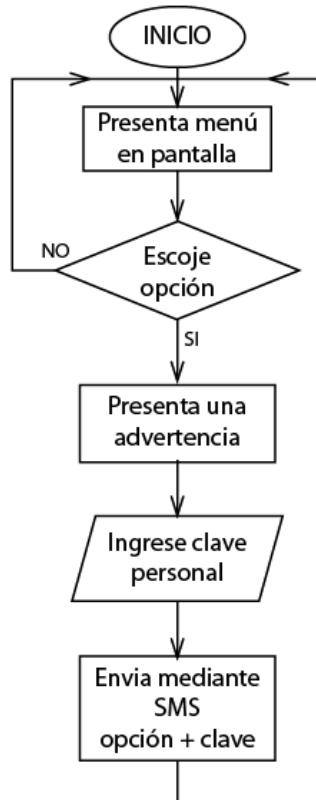 INICIO
Presenta menú
en pantalla
NO
Escoje
opción
SI
Presenta una
advertencia
Ingrese clave
personal
Envia mediante
SMS
opción + clave